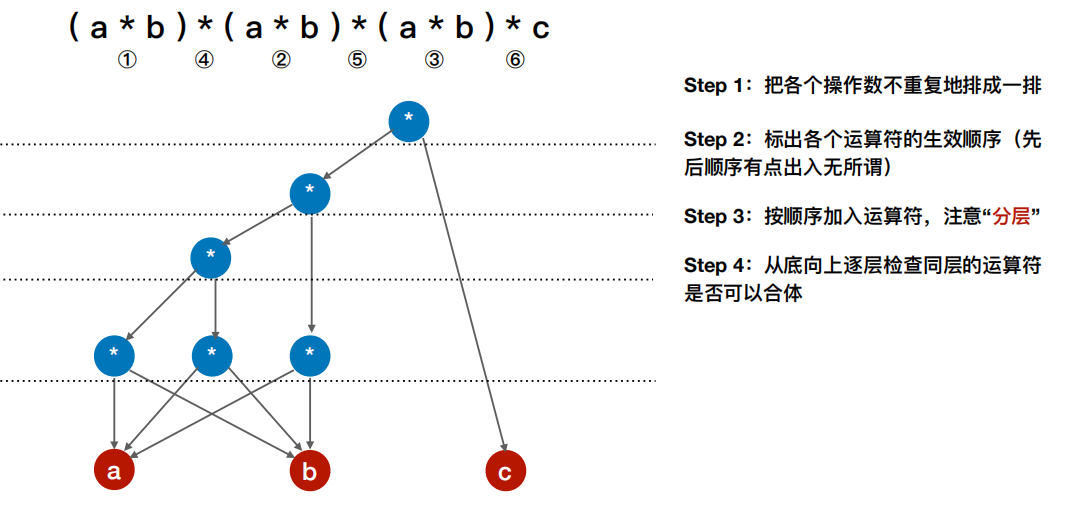 (a*b)*(a*b)*(a*b)*c
① ④ ② ⑤ ③ ⑥
Step 1：把各个操作数不重复地排成一排
Step 2：标出各个运算符的生效顺序（先
后顺序有点出入无所谓）
Step 3：按顺序加入运算符，注意“分层”
Step 4：从底向上逐层检查同层的运算符
是否可以合体
*
*
*
* * *
a b c